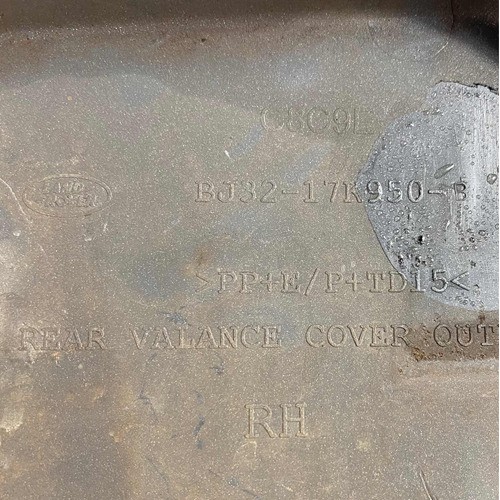 C8C9L
LAND
ROVER
BJ32-17K950-B
>PP+E/P+TD15<
REAR VALANCE COVER OUT
RH